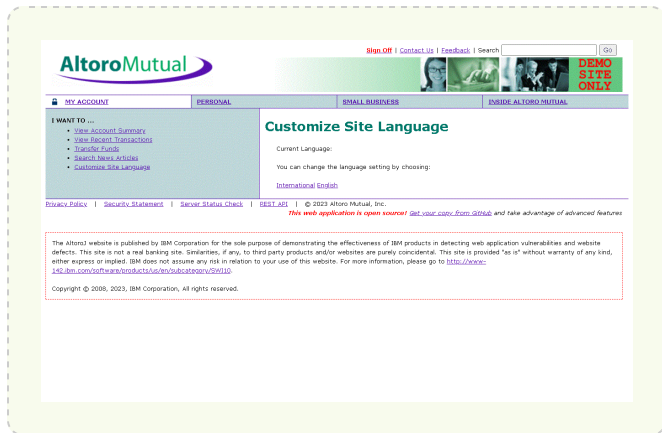 Sign Off | Contact Us | Feedback | Search Go
AltoroMutual
DEMO
SITE
ONLY
MY ACCOUNT PERSONAL SMALL BUSINESS INSIDE ALTORO MUTUAL
I WANT TO ...
• View Account Summary
• View Recent Transactions
• Transfer Funds
• Search News Articles
• Customize Site Language
Customize Site Language
Current Language:
You can change the language setting by choosing:
International English
Privacy Policy | Security Statement | Server Status Check | REST API | © 2023 Altoro Mutual, Inc.
This web application is open source! Get your copy from GitHub and take advantage of advanced features
The AltoroJ website is published by IBM Corporation for the sole purpose of demonstrating the effectiveness of IBM products in detecting web application vulnerabilities and website
defects. This site is not a real banking site. Similarities, if any, to third party products and/or websites are purely coincidental. This site is provided "as is" without warranty of any kind,
either express or implied. IBM does not assume any risk in relation to your use of this website. For more information, please go to http://www-
142.ibm.com/software/products/us/en/subcategory/SWI10.
Copyright © 2008, 2023, IBM Corporation, All rights reserved.